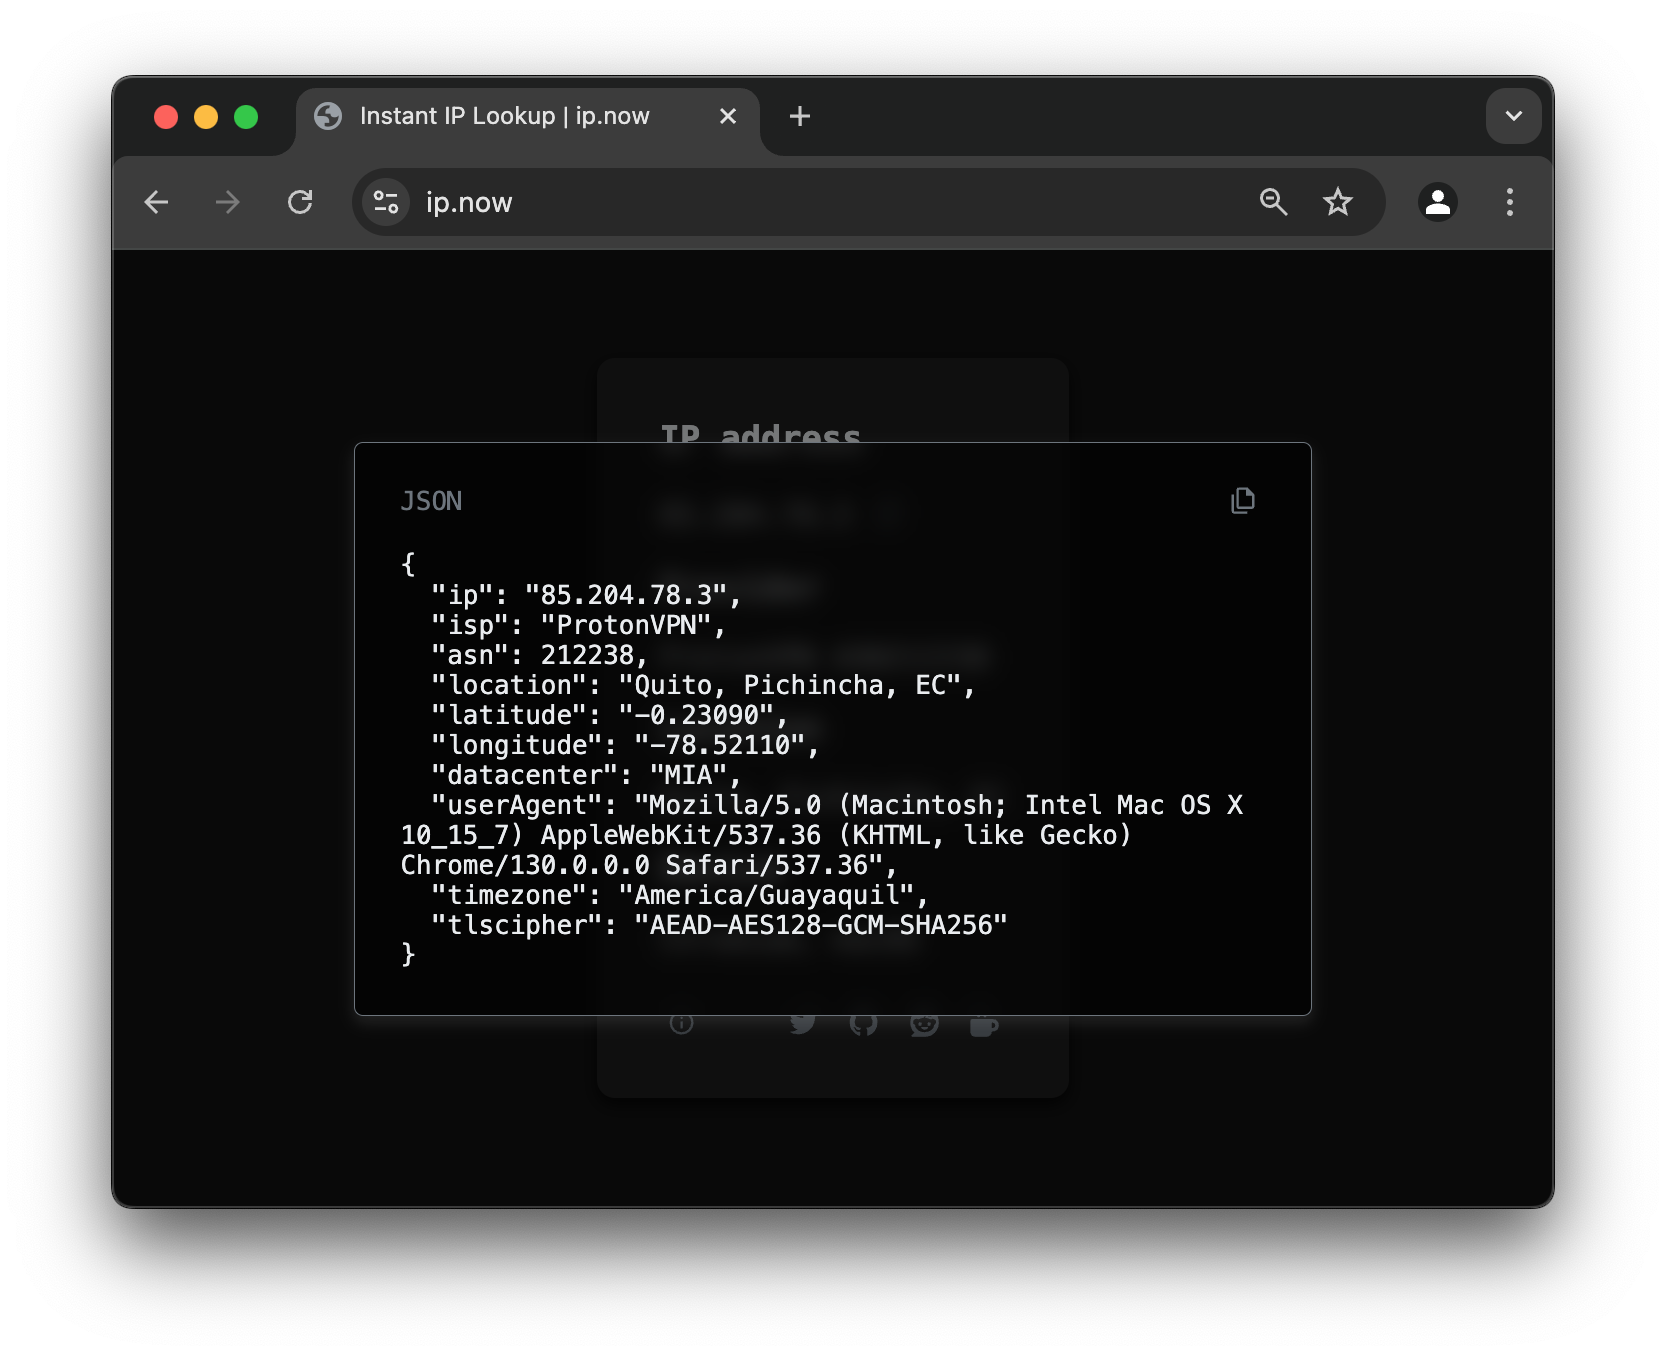 Instant IP Lookup | ip.now
ip.now
IP address
JSON
{
"ip": "85.204.78.3",
"isp": "ProtonVPN",
"asn": 212238,
"location": "Quito, Pichincha, EC",
"latitude": "-0.23090",
"longitude": "-78.52110",
"datacenter": "MIA",
"userAgent": "Mozilla/5.0 (Macintosh; Intel Mac OS X
10_15_7) AppleWebKit/537.36 (KHTML, like Gecko)
Chrome/130.0.0.0 Safari/537.36",
"timezone": "America/Guayaquil",
"tlscipher": "AEAD-AES128-GCM-SHA256"
}